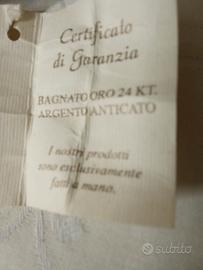 Certificato
di Garanzia
BAGNATO ORO 24 KT.
ARGENTO ANTICATO
I nostri prodotti
sono esclusivamente
fatti a mano.
subito